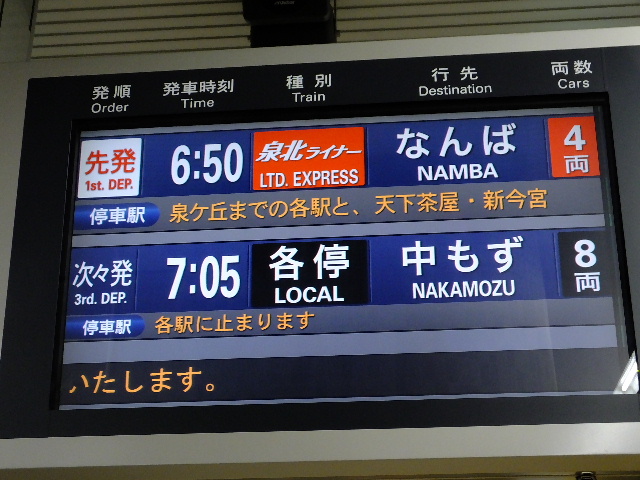 発順 発車時刻 種別 行先 両数
Order Time Train Destination Cars
先発 6:50 泉北ライナー なんば 4両
1st. DEP. LTD. EXPRESS NAMBA
停車駅 泉ケ丘までの各駅と、天下茶屋・新今宮
次々発 7:05 各停 中もず 8両
3rd. DEP. LOCAL NAKAMOZU
停車駅 各駅に止まります
いたします。